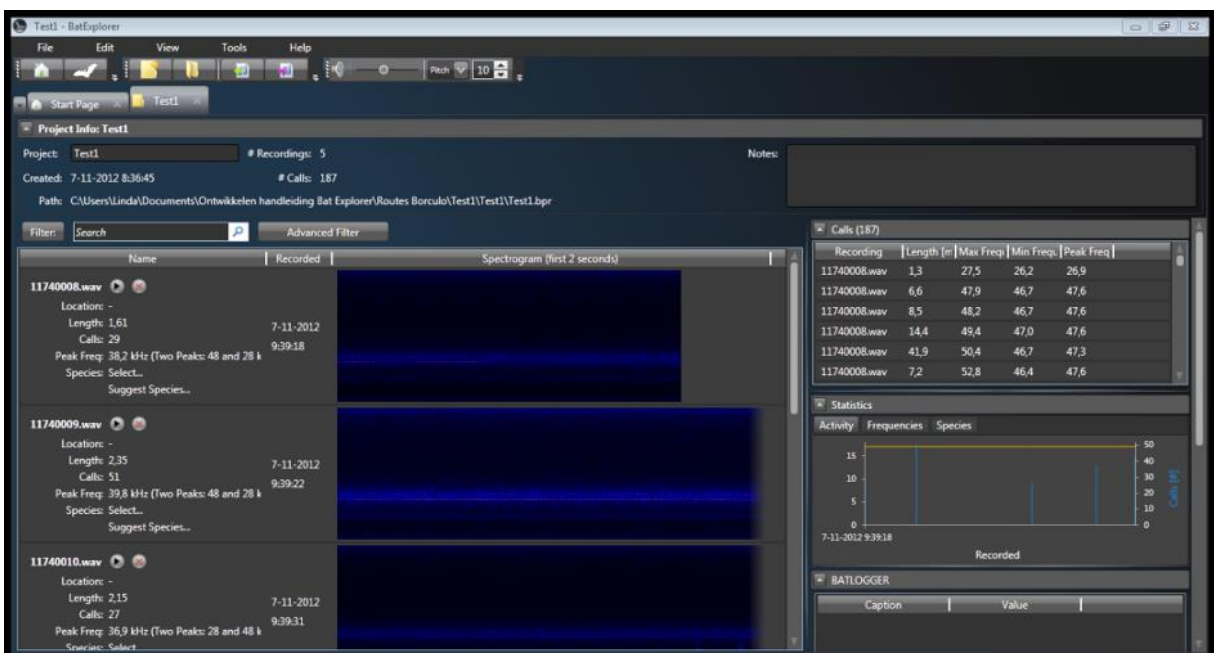 Test1 - BatExplorer
File Edit View Tools Help
Pitch 10
Start Page Test1
Project Info: Test1
Project: Test1 # Recordings: 5 Notes:
Created: 7-11-2012 8:36:45 # Calls: 187
Path: C:\Users\Linda\Documents\Ontwikkelen handleiding Bat Explorer\Routes Borculo\Test1\Test1\Test1.bpr
Filter: Search Advanced Filter
Name Recorded Spectrogram (first 2 seconds)
11740008.wav
Location: -
Length: 1,61
Calls: 29
Peak Freq: 38,2 kHz (Two Peaks: 48 and 28 k
Species: Select...
Suggest Species...
7-11-2012
9:39:18
11740009.wav
Location: -
Length: 2,35
Calls: 51
Peak Freq: 39,8 kHz (Two Peaks: 48 and 28 k
Species: Select...
Suggest Species...
7-11-2012
9:39:22
11740010.wav
Location: -
Length: 2,15
Calls: 27
Peak Freq: 36,9 kHz (Two Peaks: 28 and 48 k
Species: Select
7-11-2012
9:39:31
Calls (187)
Recording Length [m Max Frequ Min Frequ Peak Freq
11740008.wav 1,3 27,5 26,2 26,9
11740008.wav 6,6 47,9 46,7 47,6
11740008.wav 8,5 48,2 46,7 47,6
11740008.wav 14,4 49,4 47,0 47,6
11740008.wav 41,9 50,4 46,7 47,3
11740008.wav 7,2 52,8 46,4 47,6
Statistics
Activity Frequencies Species
15
10
5
0
50
40
30
20
10
0
Calls [#]
7-11-2012 9:39:18
Recorded
BATLOGGER
Caption Value